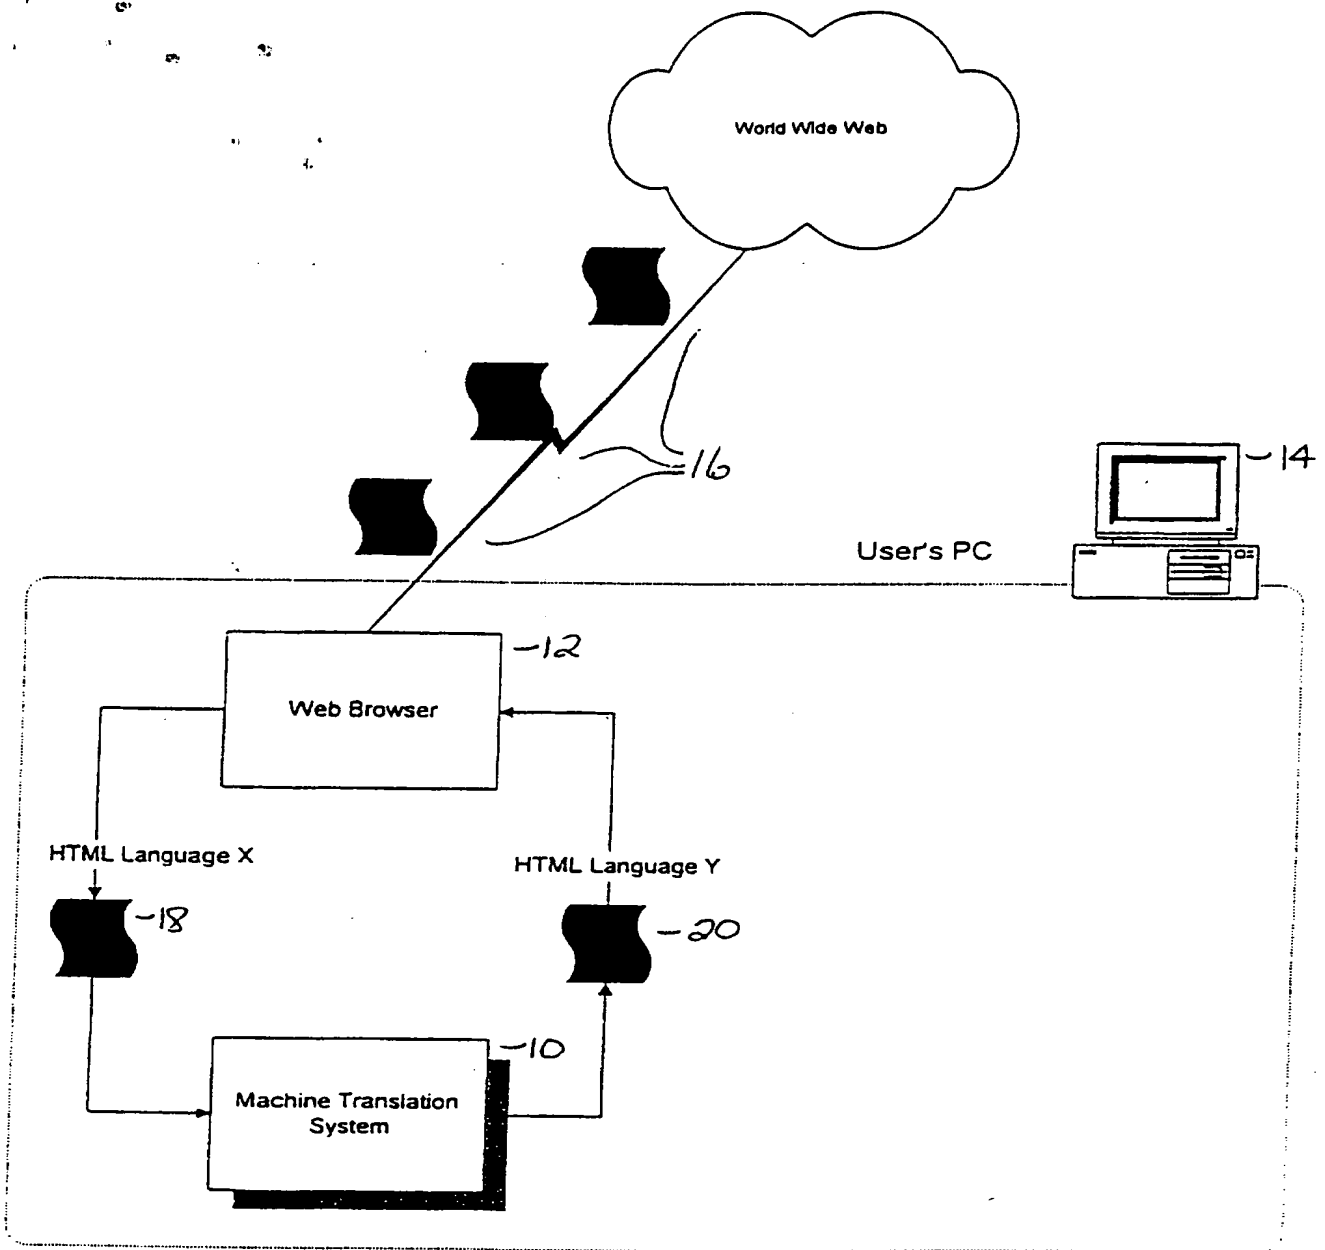 World Wide Web
16
14
User's PC
12
Web Browser
HTML Language X
HTML Language Y
18
20
10
Machine Translation
System